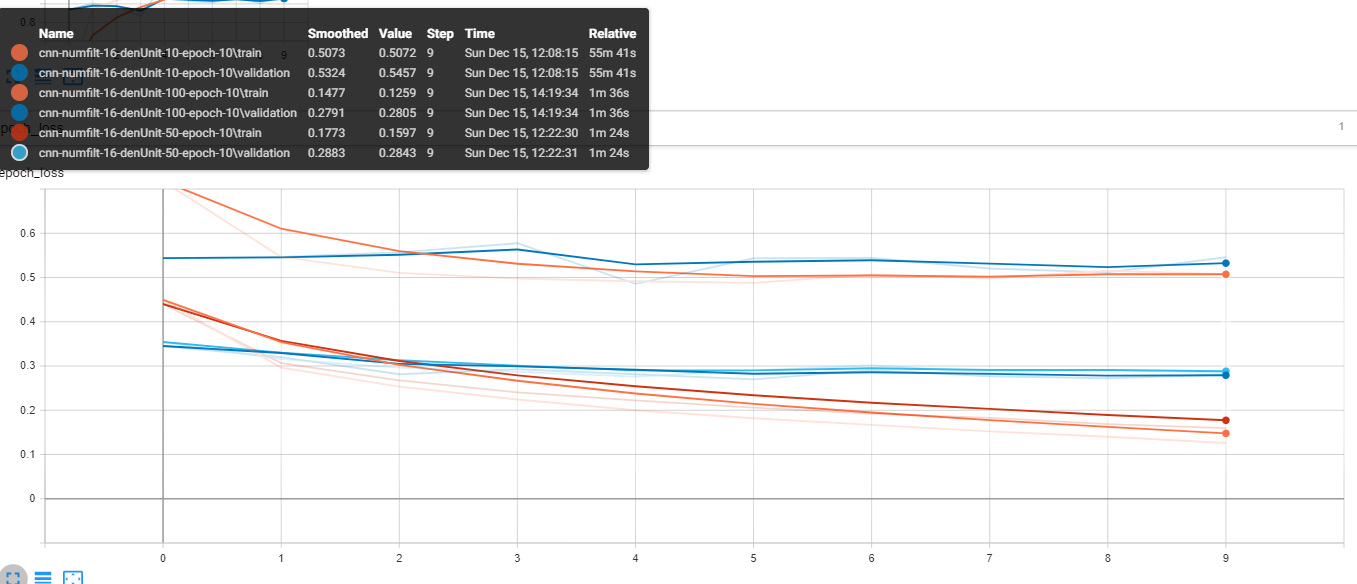 0.8
9
Name Smoothed Value Step Time Relative
cnn-numfilt-16-denUnit-10-epoch-10\train 0.5073 0.5072 9 Sun Dec 15, 12:08:15 55m 41s
cnn-numfilt-16-denUnit-10-epoch-10\validation 0.5324 0.5457 9 Sun Dec 15, 12:08:15 55m 41s
cnn-numfilt-16-denUnit-100-epoch-10\train 0.1477 0.1259 9 Sun Dec 15, 14:19:34 1m 36s
cnn-numfilt-16-denUnit-100-epoch-10\validation 0.2791 0.2805 9 Sun Dec 15, 14:19:34 1m 36s
cnn-numfilt-16-denUnit-50-epoch-10\train 0.1773 0.1597 9 Sun Dec 15, 12:22:30 1m 24s
cnn-numfilt-16-denUnit-50-epoch-10\validation 0.2883 0.2843 9 Sun Dec 15, 12:22:31 1m 24s
1
epoch_loss
0.6
0.5
0.4
0.3
0.2
0.1
0
0 1 2 3 4 5 6 7 8 9